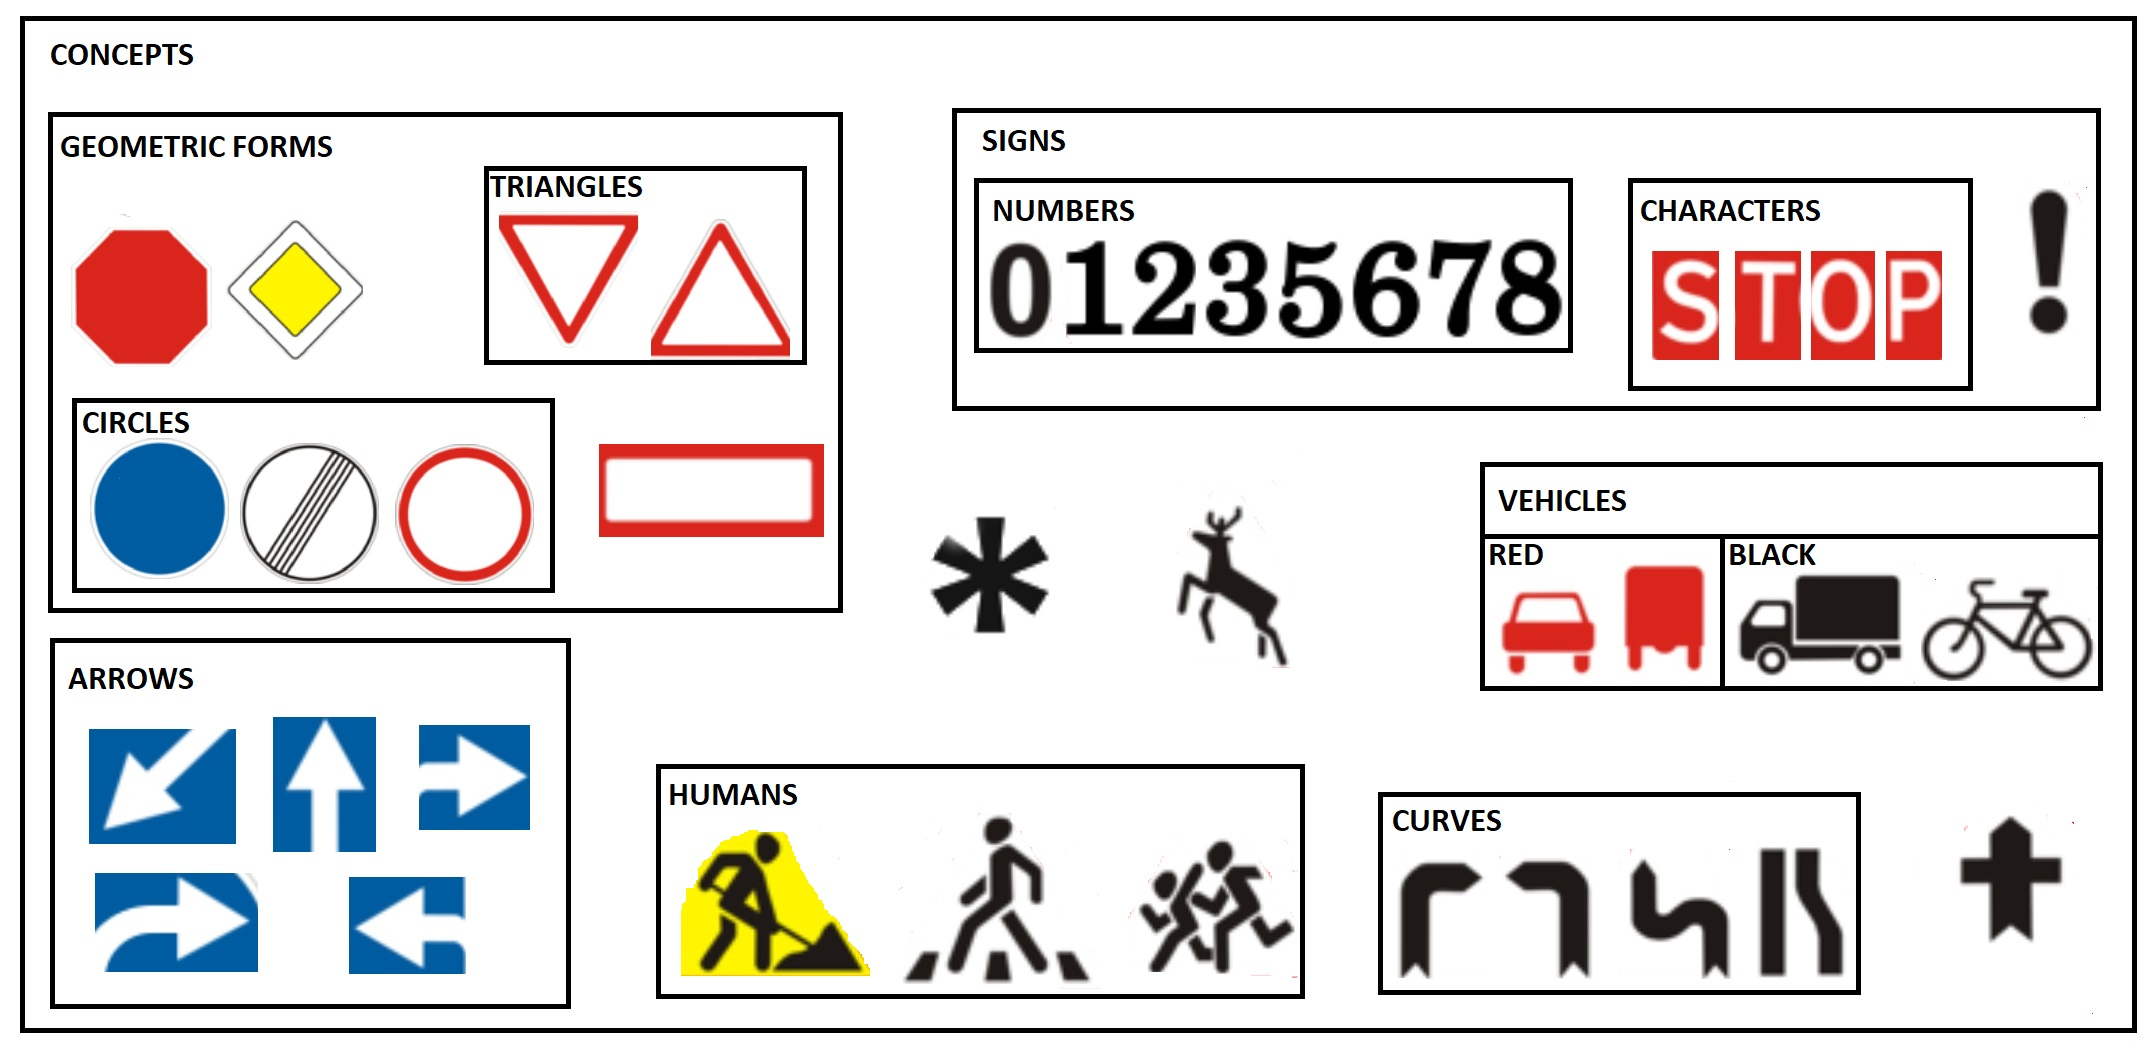 CONCEPTS
GEOMETRIC FORMS
TRIANGLES
CIRCLES
SIGNS
NUMBERS
01235678
CHARACTERS
STOP
!
*
VEHICLES
RED
BLACK
ARROWS
HUMANS
CURVES